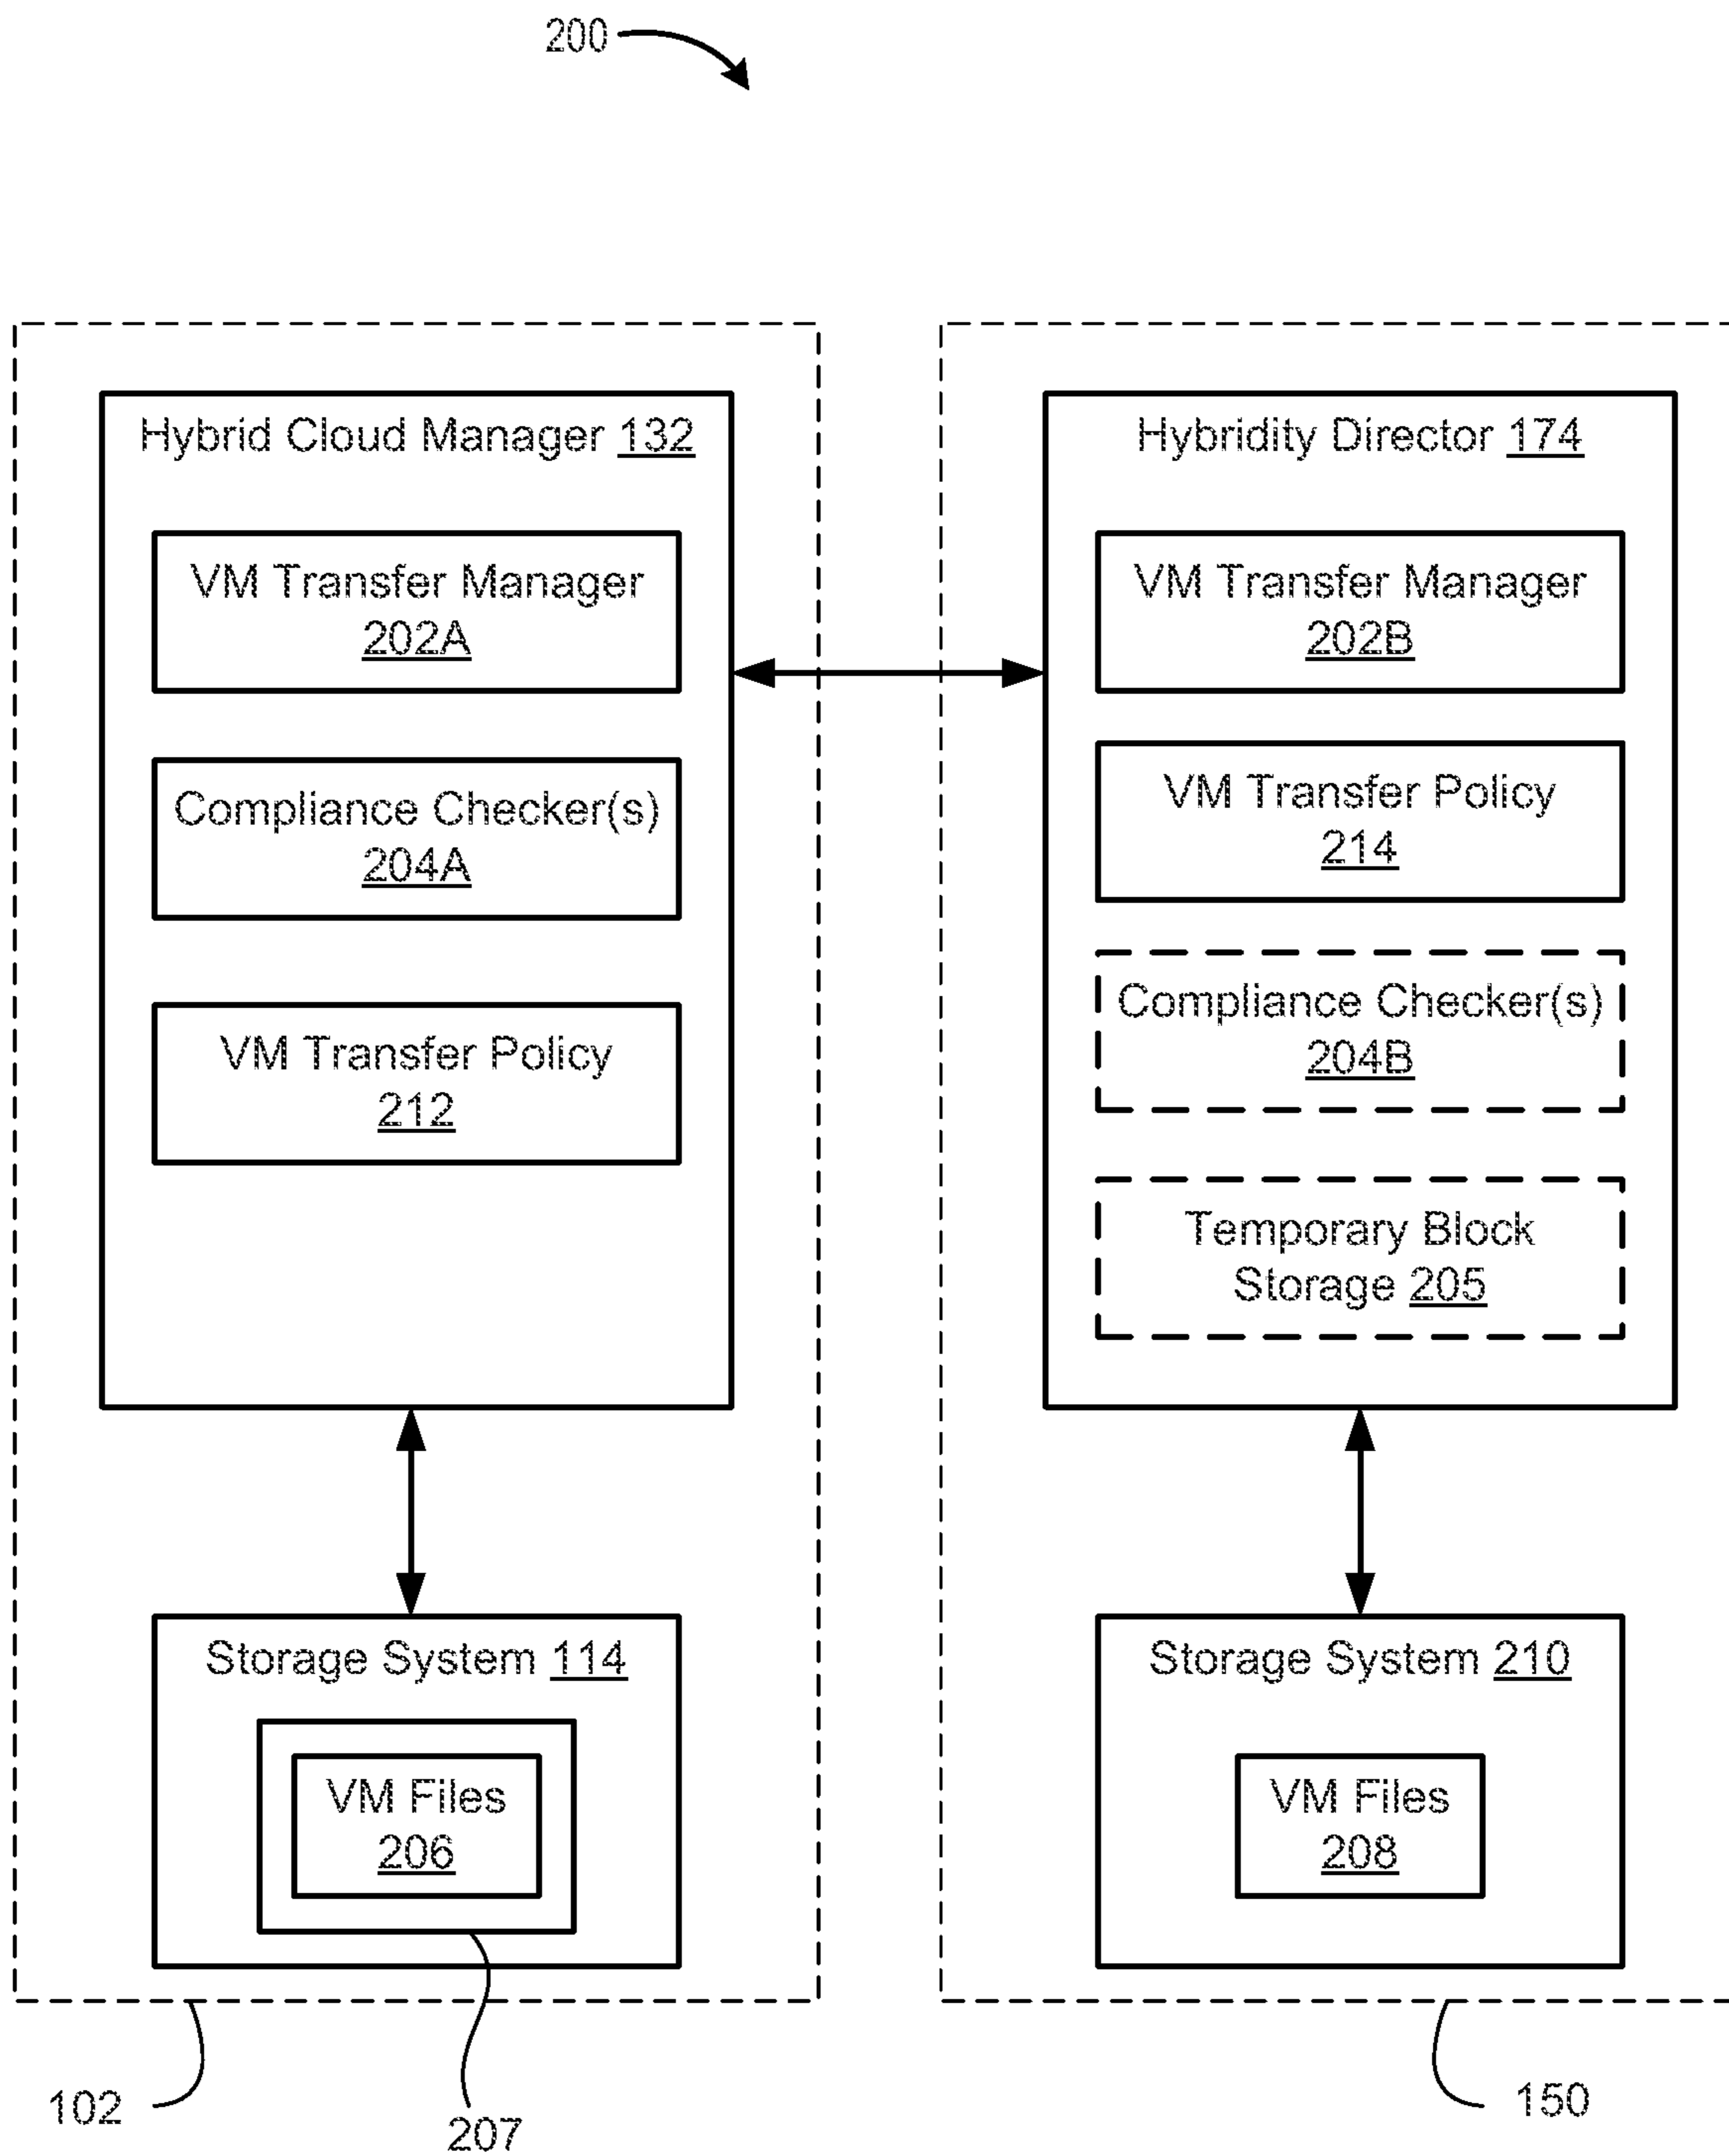 200
Hybrid Cloud Manager 132
VM Transfer Manager
202A
Compliance Checker(s)
204A
VM Transfer Policy
212
Storage System 114
VM Files
206
102
207
Hybridity Director 174
VM Transfer Manager
202B
VM Transfer Policy
214
Compliance Checker(s)
204B
Temporary Block
Storage 205
Storage System 210
VM Files
208
150